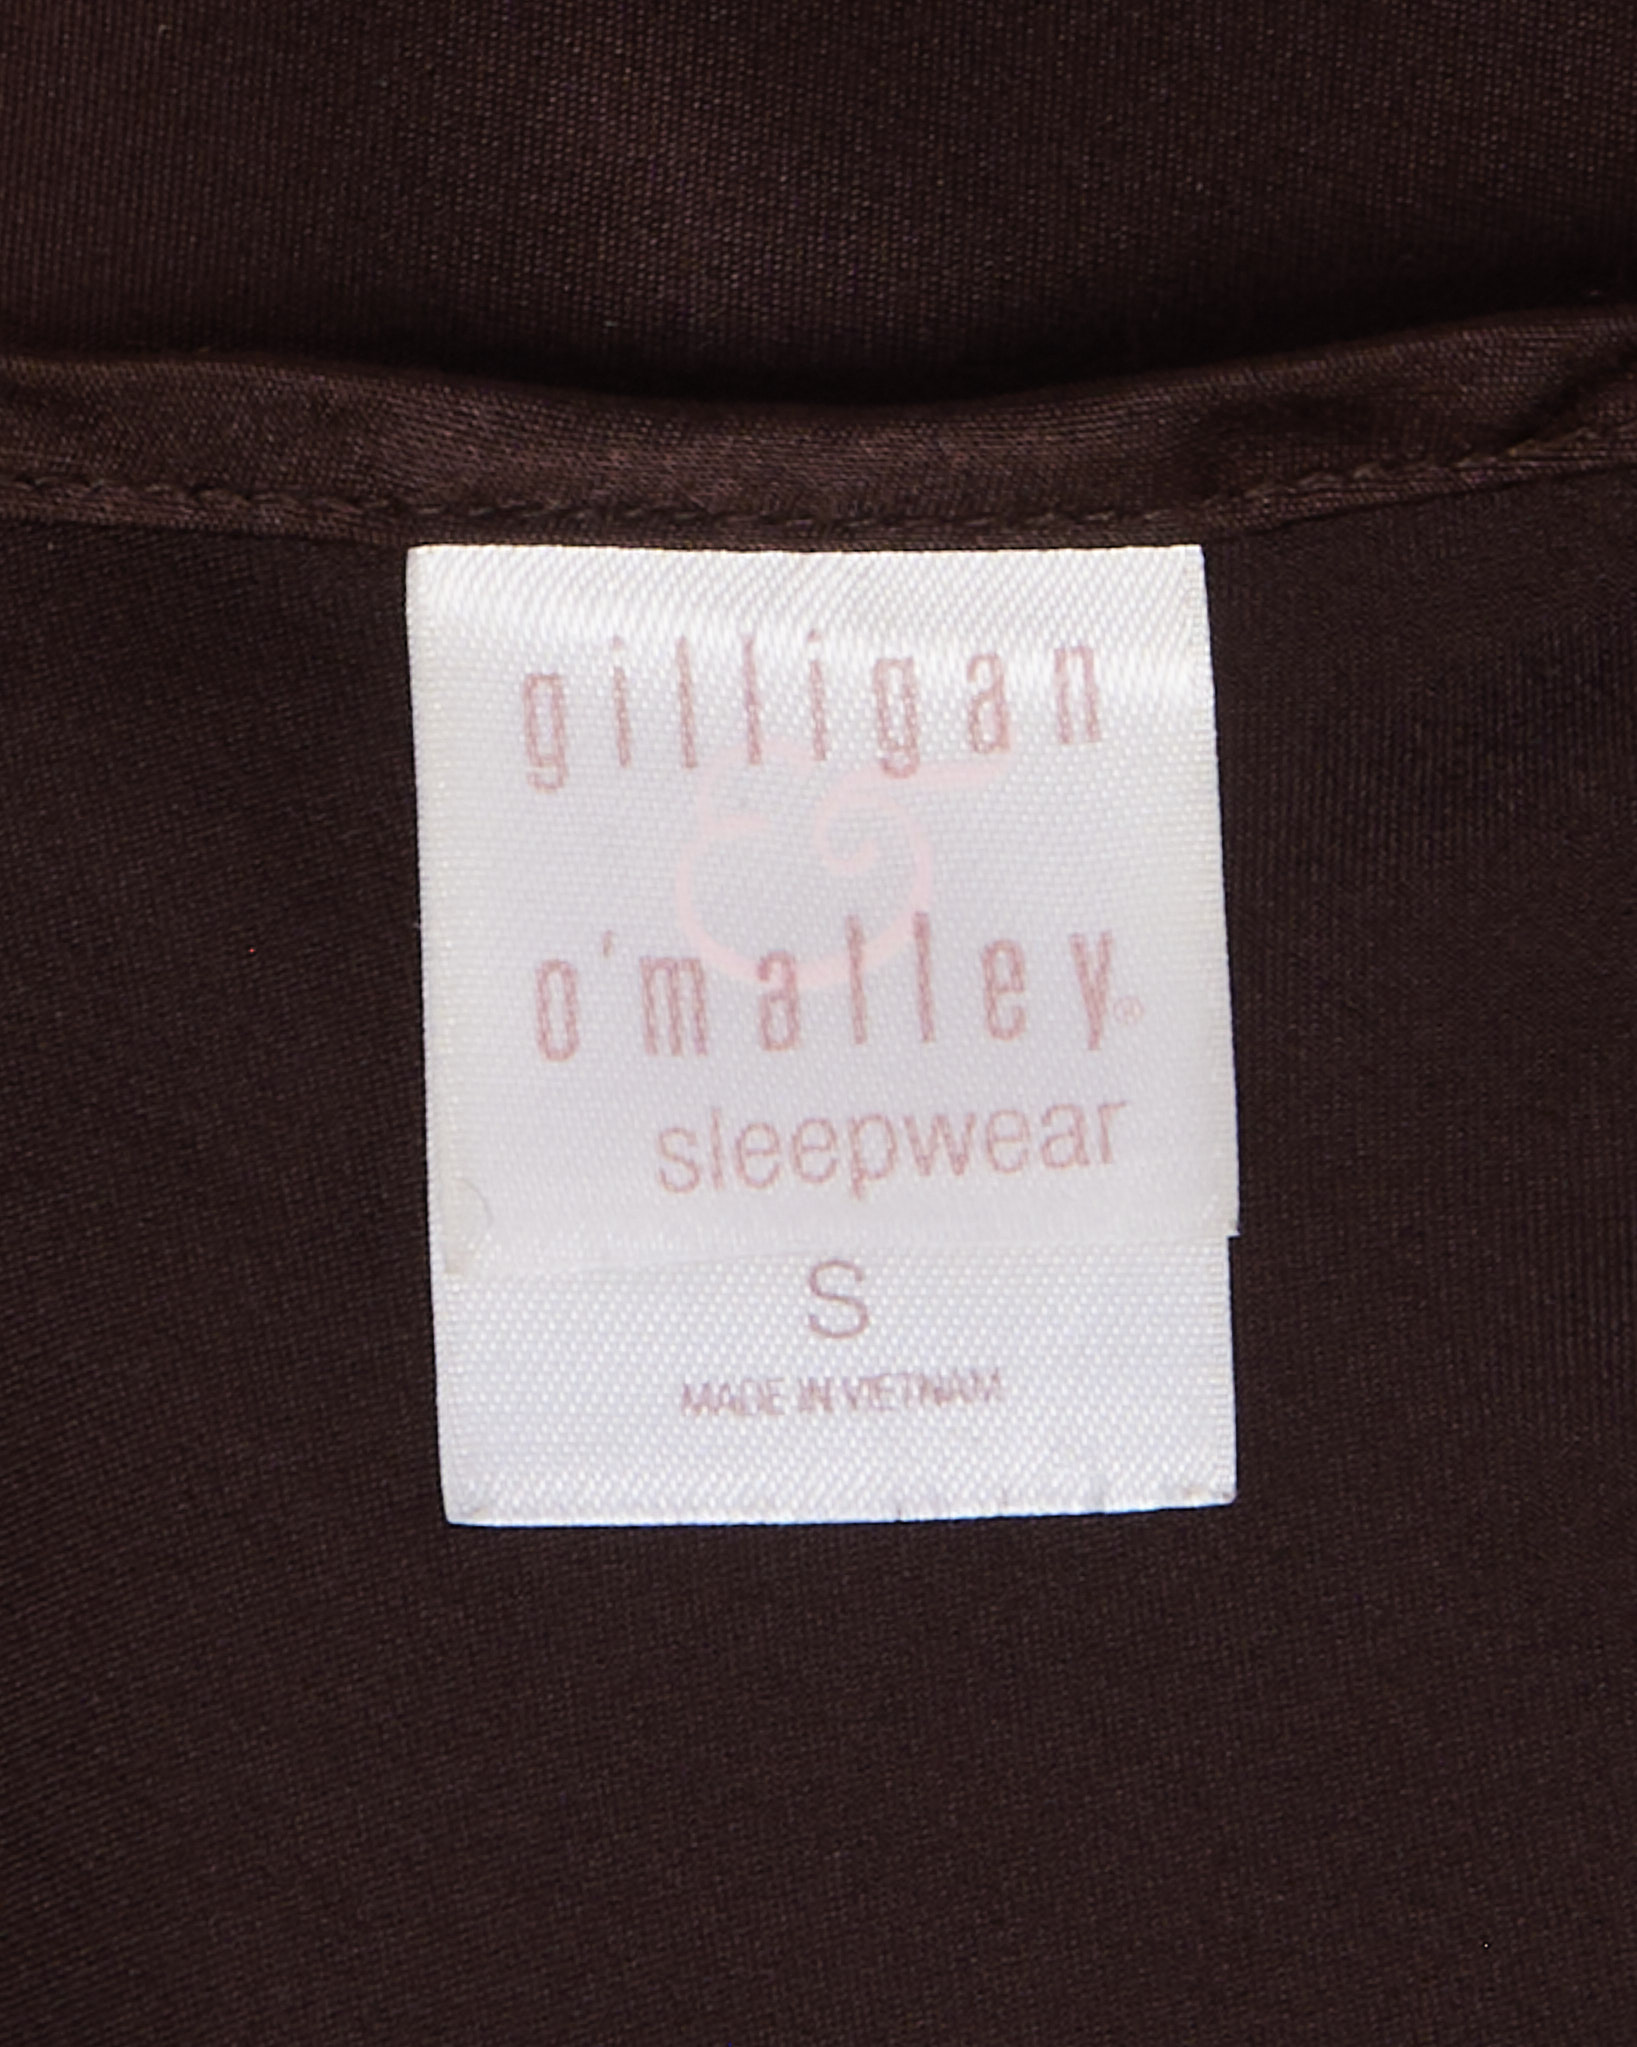 gilligan
&
o'malley®
sleepwear
S
MADE IN VIETNAM